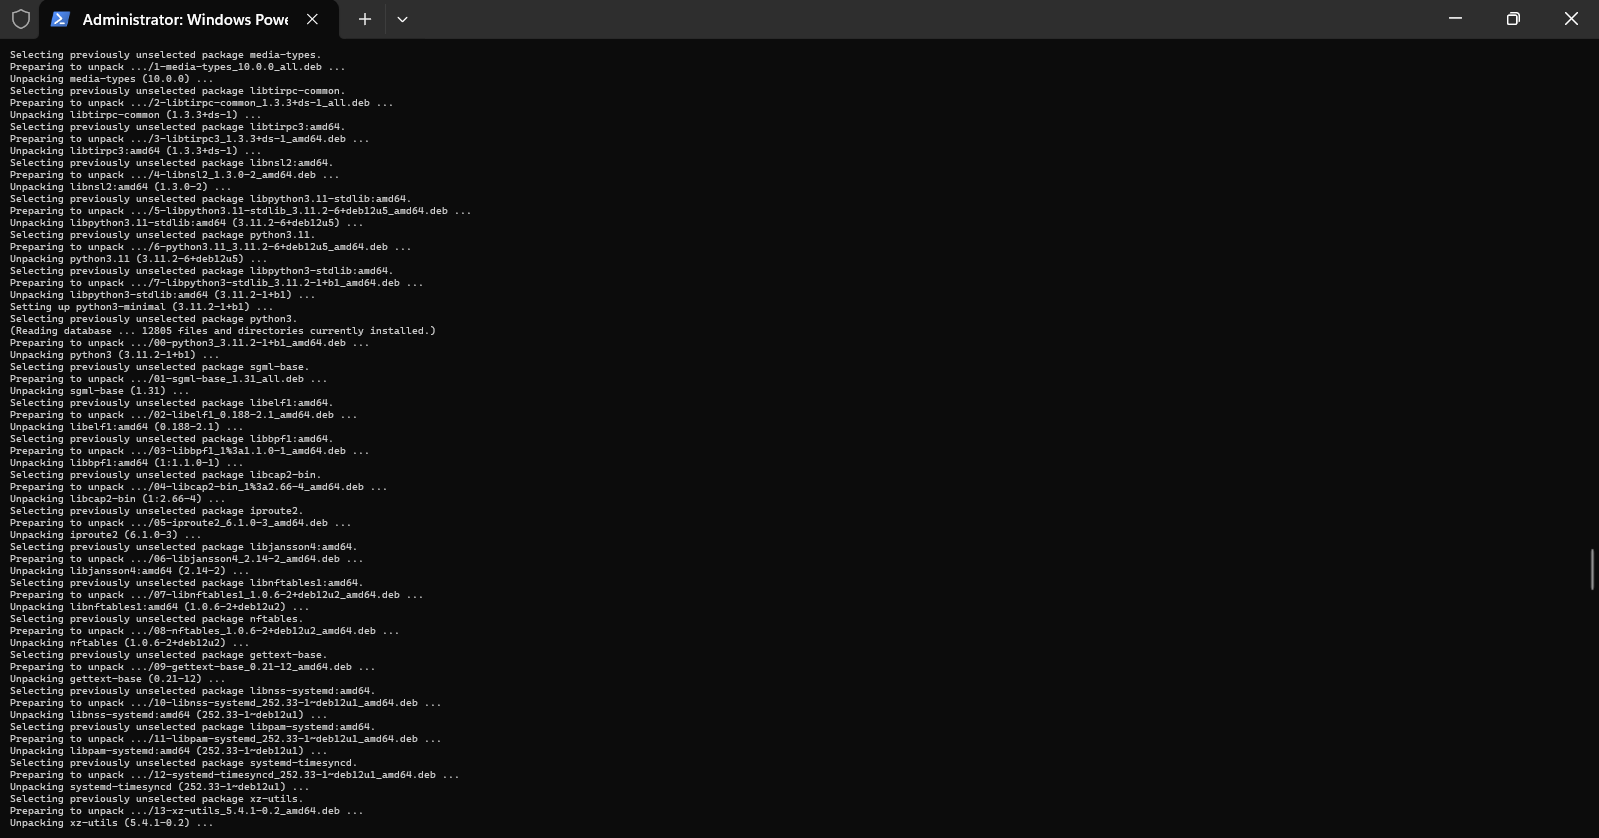 Administrator: Windows Powe
Selecting previously unselected package media-types.
Preparing to unpack .../1-media-types_10.0.0_all.deb ...
Unpacking media-types (10.0.0) ...
Selecting previously unselected package libtirpc-common.
Preparing to unpack .../2-libtirpc-common_1.3.3+ds-1_all.deb ...
Unpacking libtirpc-common (1.3.3+ds-1) ...
Selecting previously unselected package libtirpc3:amd64.
Preparing to unpack .../3-libtirpc3_1.3.3+ds-1_amd64.deb ...
Unpacking libtirpc3:amd64 (1.3.3+ds-1) ...
Selecting previously unselected package libnsl2:amd64.
Preparing to unpack .../4-libnsl2_1.3.0-2_amd64.deb ...
Unpacking libnsl2:amd64 (1.3.0-2) ...
Selecting previously unselected package libpython3.11-stdlib:amd64.
Preparing to unpack .../5-libpython3.11-stdlib_3.11.2-6+deb12u5_amd64.deb ...
Unpacking libpython3.11-stdlib:amd64 (3.11.2-6+deb12u5) ...
Selecting previously unselected package python3.11.
Preparing to unpack .../6-python3.11_3.11.2-6+deb12u5_amd64.deb ...
Unpacking python3.11 (3.11.2-6+deb12u5) ...
Selecting previously unselected package libpython3-stdlib:amd64.
Preparing to unpack .../7-libpython3-stdlib_3.11.2-1+b1_amd64.deb ...
Unpacking libpython3-stdlib:amd64 (3.11.2-1+b1) ...
Setting up python3-minimal (3.11.2-1+b1) ...
Selecting previously unselected package python3.
(Reading database ... 12805 files and directories currently installed.)
Preparing to unpack .../00-python3_3.11.2-1+b1_amd64.deb ...
Unpacking python3 (3.11.2-1+b1) ...
Selecting previously unselected package sgml-base.
Preparing to unpack .../01-sgml-base_1.31_all.deb ...
Unpacking sgml-base (1.31) ...
Selecting previously unselected package libelf1:amd64.
Preparing to unpack .../02-libelf1_0.188-2.1_amd64.deb ...
Unpacking libelf1:amd64 (0.188-2.1) ...
Selecting previously unselected package libbpf1:amd64.
Preparing to unpack .../03-libbpf1_1%3a1.1.0-1_amd64.deb ...
Unpacking libbpf1:amd64 (1:1.1.0-1) ...
Selecting previously unselected package libcap2-bin.
Preparing to unpack .../04-libcap2-bin_1%3a2.66-4_amd64.deb ...
Unpacking libcap2-bin (1:2.66-4) ...
Selecting previously unselected package iproute2.
Preparing to unpack .../05-iproute2_6.1.0-3_amd64.deb ...
Unpacking iproute2 (6.1.0-3) ...
Selecting previously unselected package libjansson4:amd64.
Preparing to unpack .../06-libjansson4_2.14-2_amd64.deb ...
Unpacking libjansson4:amd64 (2.14-2) ...
Selecting previously unselected package libnftables1:amd64.
Preparing to unpack .../07-libnftables1_1.0.6-2+deb12u2_amd64.deb ...
Unpacking libnftables1:amd64 (1.0.6-2+deb12u2) ...
Selecting previously unselected package nftables.
Preparing to unpack .../08-nftables_1.0.6-2+deb12u2_amd64.deb ...
Unpacking nftables (1.0.6-2+deb12u2) ...
Selecting previously unselected package gettext-base.
Preparing to unpack .../09-gettext-base_0.21-12_amd64.deb ...
Unpacking gettext-base (0.21-12) ...
Selecting previously unselected package libnss-systemd:amd64.
Preparing to unpack .../10-libnss-systemd_252.33-1~deb12u1_amd64.deb ...
Unpacking libnss-systemd:amd64 (252.33-1~deb12u1) ...
Selecting previously unselected package libpam-systemd:amd64.
Preparing to unpack .../11-libpam-systemd_252.33-1~deb12u1_amd64.deb ...
Unpacking libpam-systemd:amd64 (252.33-1~deb12u1) ...
Selecting previously unselected package systemd-timesyncd.
Preparing to unpack .../12-systemd-timesyncd_252.33-1~deb12u1_amd64.deb ...
Unpacking systemd-timesyncd (252.33-1~deb12u1) ...
Selecting previously unselected package xz-utils.
Preparing to unpack .../13-xz-utils_5.4.1-0.2_amd64.deb ...
Unpacking xz-utils (5.4.1-0.2) ...